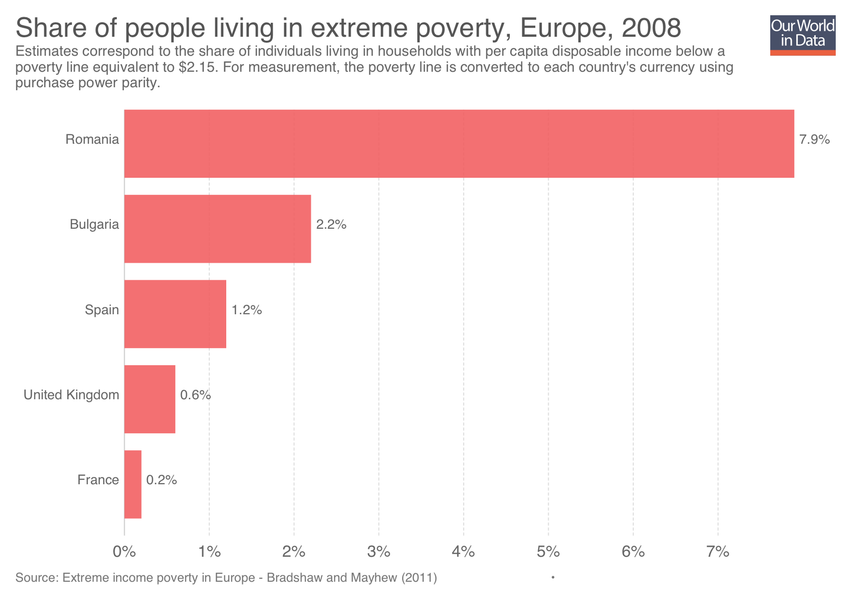 Share of people living in extreme poverty, Europe, 2008
Our World
in Data
Estimates correspond to the share of individuals living in households with per capita disposable income below a
poverty line equivalent to $2.15. For measurement, the poverty line is converted to each country's currency using
purchase power parity.
Romania 7.9%
Bulgaria 2.2%
Spain 1.2%
United Kingdom 0.6%
France 0.2%
0% 1% 2% 3% 4% 5% 6% 7%
Source: Extreme income poverty in Europe - Bradshaw and Mayhew (2011)